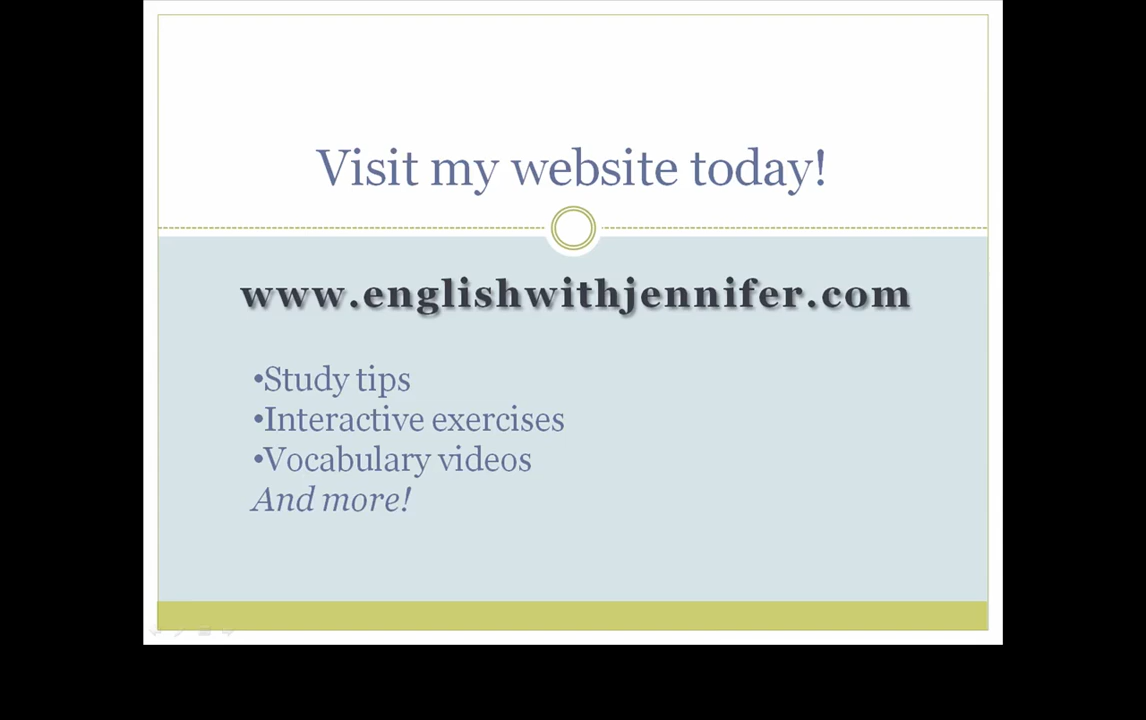 Visit my website today!
www.englishwithjennifer.com
•Study tips
•Interactive exercises
•Vocabulary videos
And more!